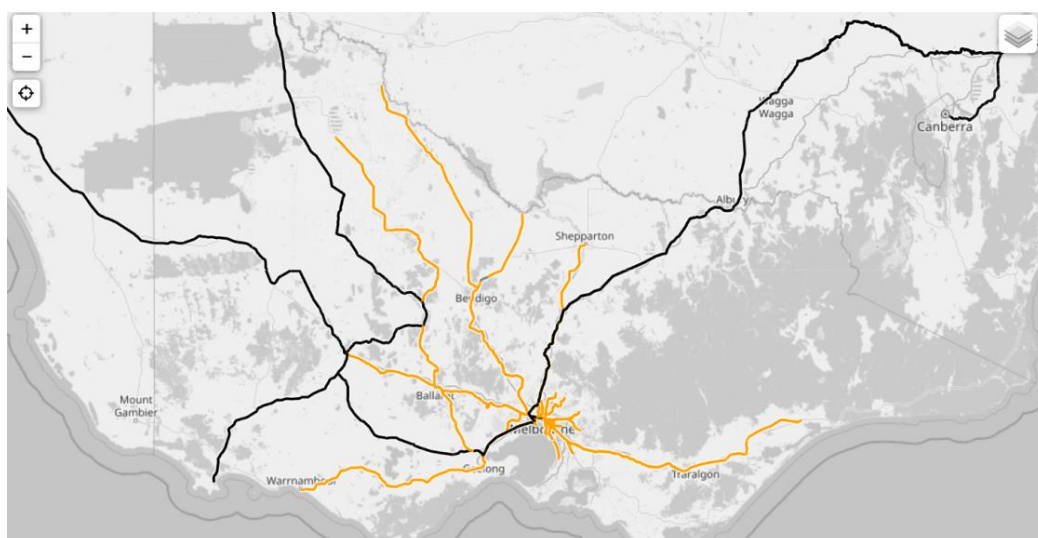 +
−
Wagga
Wagga
Canberra
Albury
Shepparton
Bendigo
Mount
Gambier
Ballarat
Melbourne
Geelong
Warrnambool
Traralgon